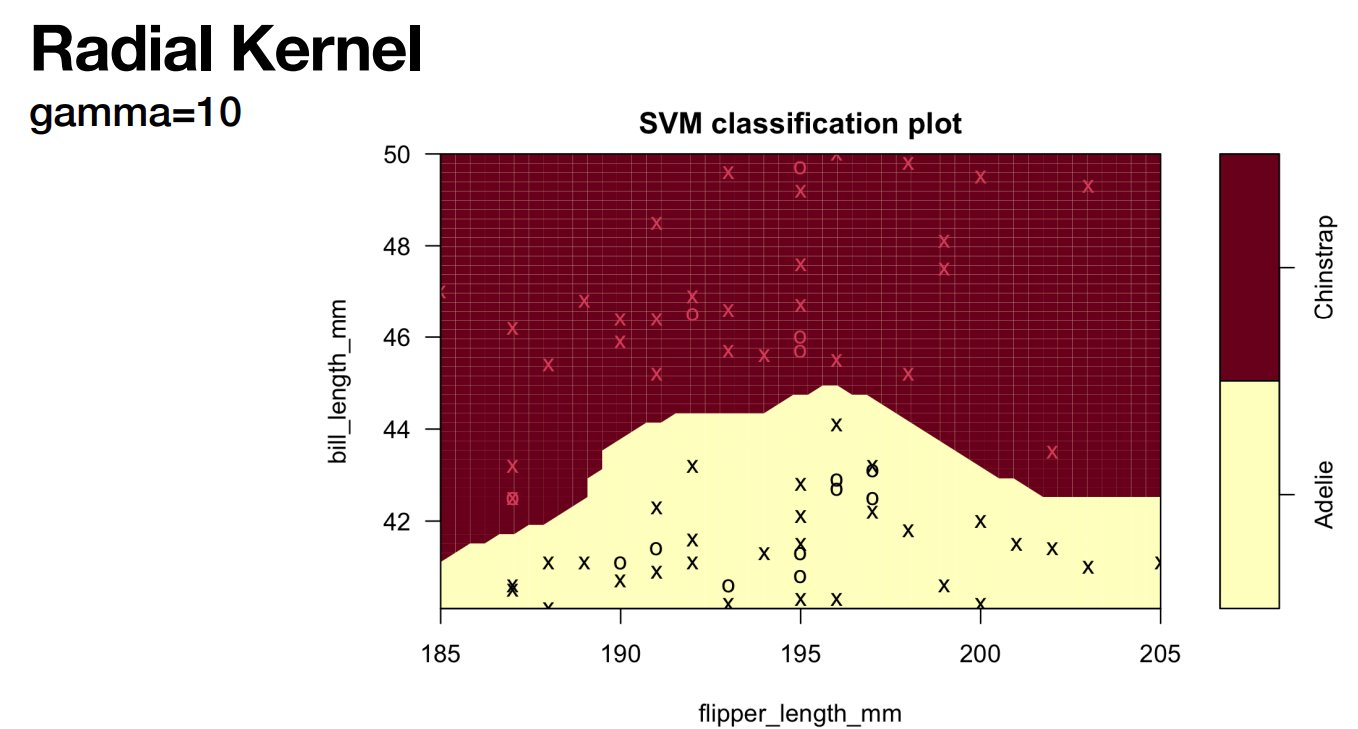 Radial Kernel
gamma=10
SVM classification plot
50
48
46
44
42
bill_length_mm
185 190 195 200 205
flipper_length_mm
Chinstrap
Adelie